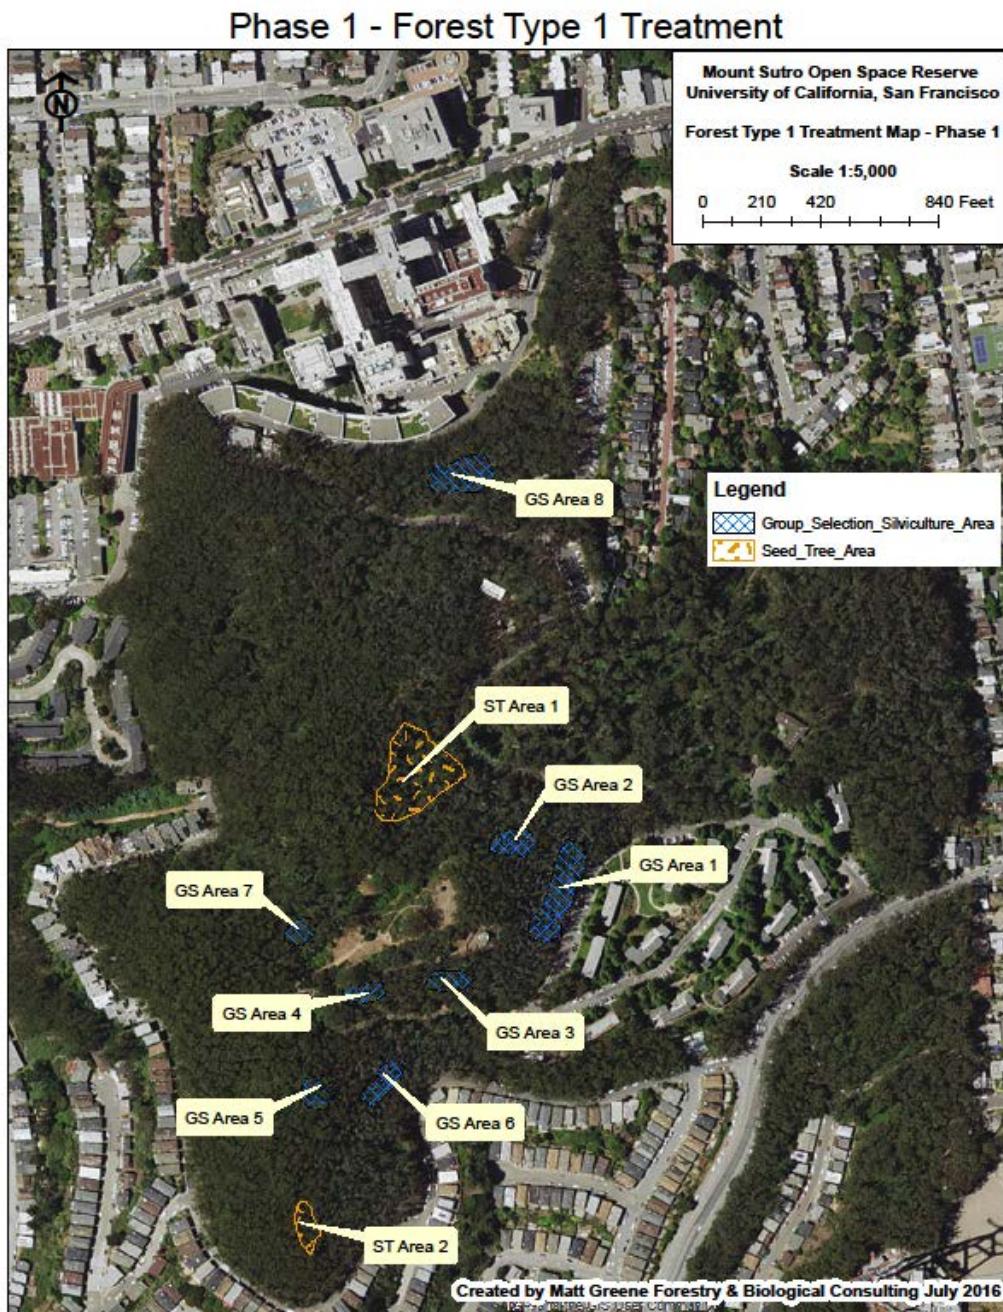 Phase 1 - Forest Type 1 Treatment
N
Mount Sutro Open Space Reserve
University of California, San Francisco
Forest Type 1 Treatment Map - Phase 1
Scale 1:5,000
0 210 420 840 Feet
GS Area 8
Legend
Group_Selection_Silviculture_Area
Seed_Tree_Area
ST Area 1
GS Area 2
GS Area 1
GS Area 7
GS Area 4
GS Area 3
GS Area 5
GS Area 6
ST Area 2
Created by Matt Greene Forestry & Biological Consulting July 2016